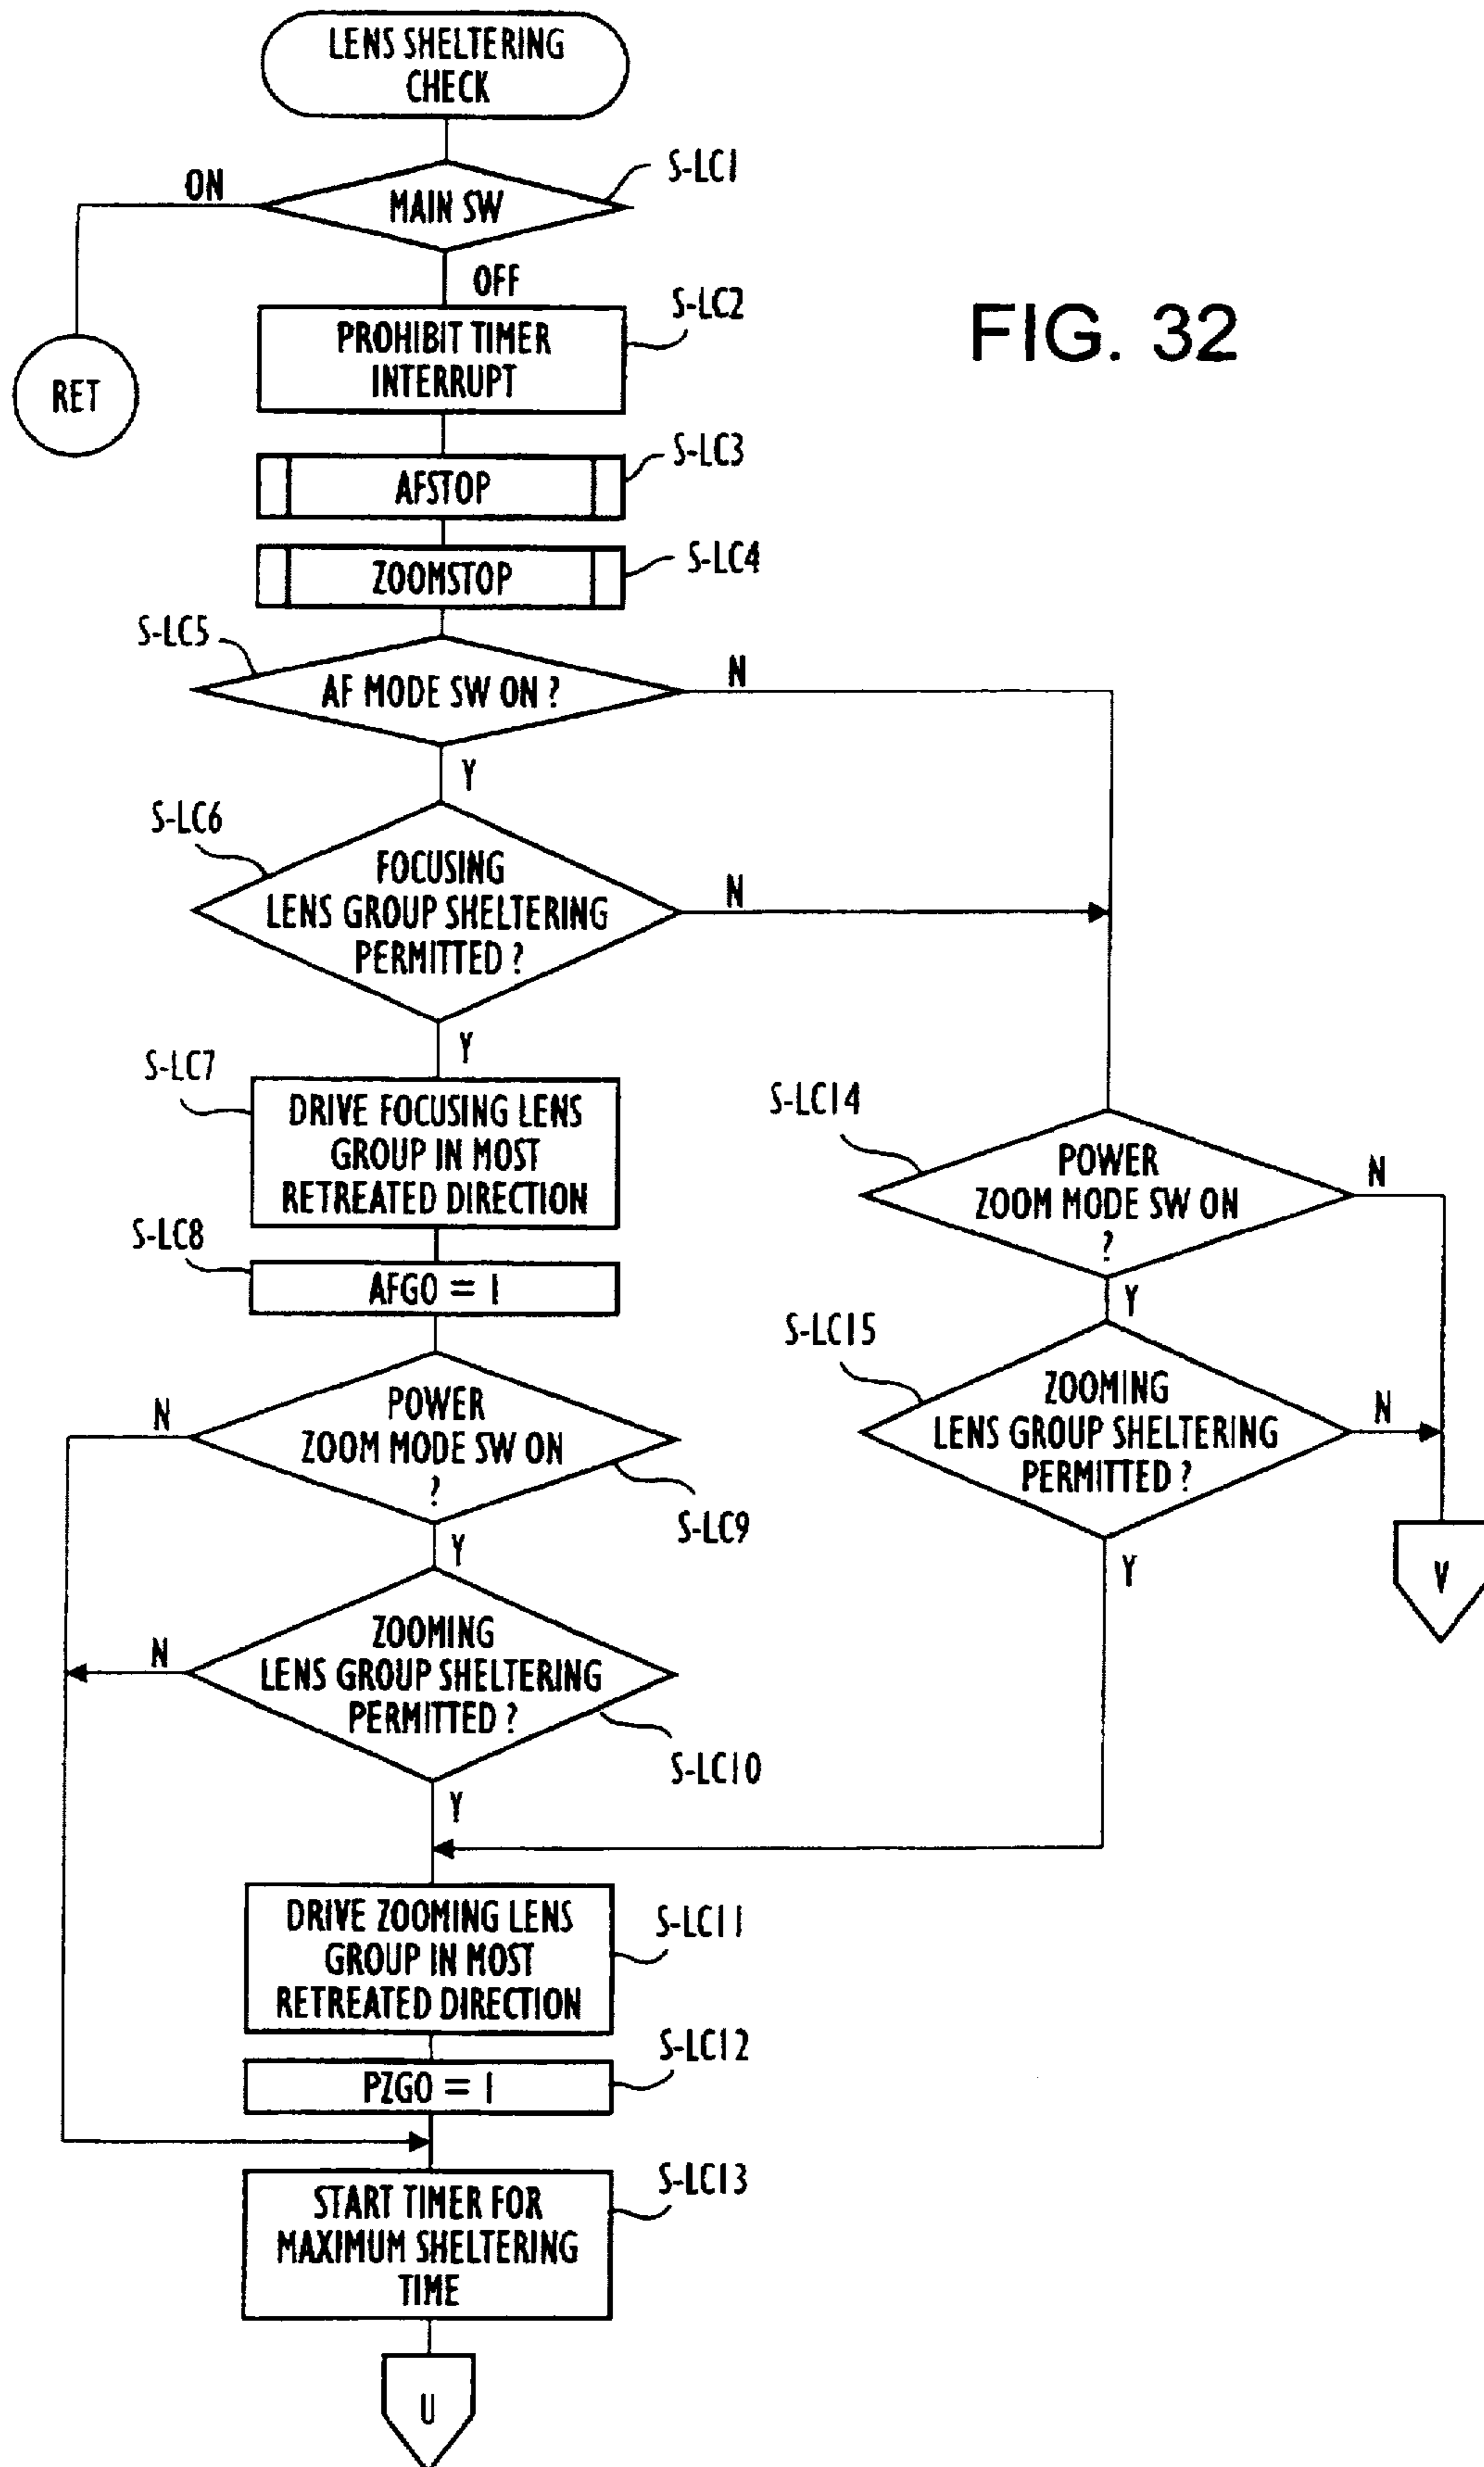 LENS SHELTERING
CHECK
S-LC1
ON
MAIN SW
OFF
S-LC2
PROHIBIT TIMER
INTERRUPT
FIG. 32
RET
S-LC3
AFSTOP
S-LC4
ZOOMSTOP
S-LC5
AF MODE SW ON ?
N
Y
S-LC6
FOCUSING
LENS GROUP SHELTERING
PERMITTED ?
N
Y
S-LC7
DRIVE FOCUSING LENS
GROUP IN MOST
RETREATED DIRECTION
S-LC8
AFGO = 1
POWER
ZOOM MODE SW ON
?
N
S-LC9
Y
ZOOMING
LENS GROUP SHELTERING
PERMITTED ?
N
S-LC10
Y
S-LC14
POWER
ZOOM MODE SW ON
?
N
Y
S-LC15
ZOOMING
LENS GROUP SHELTERING
PERMITTED ?
N
Y
V
DRIVE ZOOMING LENS
GROUP IN MOST
RETREATED DIRECTION
S-LC11
S-LC12
PZGO = 1
S-LC13
START TIMER FOR
MAXIMUM SHELTERING
TIME
U